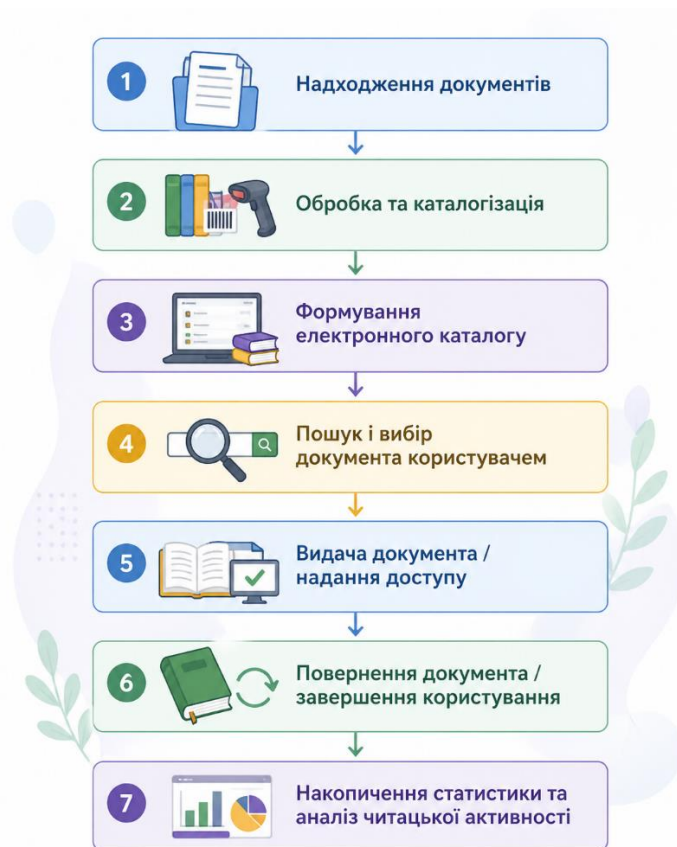 1
Надходження документів
2
Обробка та каталогізація
3
Формування
електронного каталогу
4
Пошук і вибір
документа користувачем
5
Видача документа /
надання доступу
6
Повернення документа /
завершення користування
7
Накопичення статистики та
аналіз читацької активності